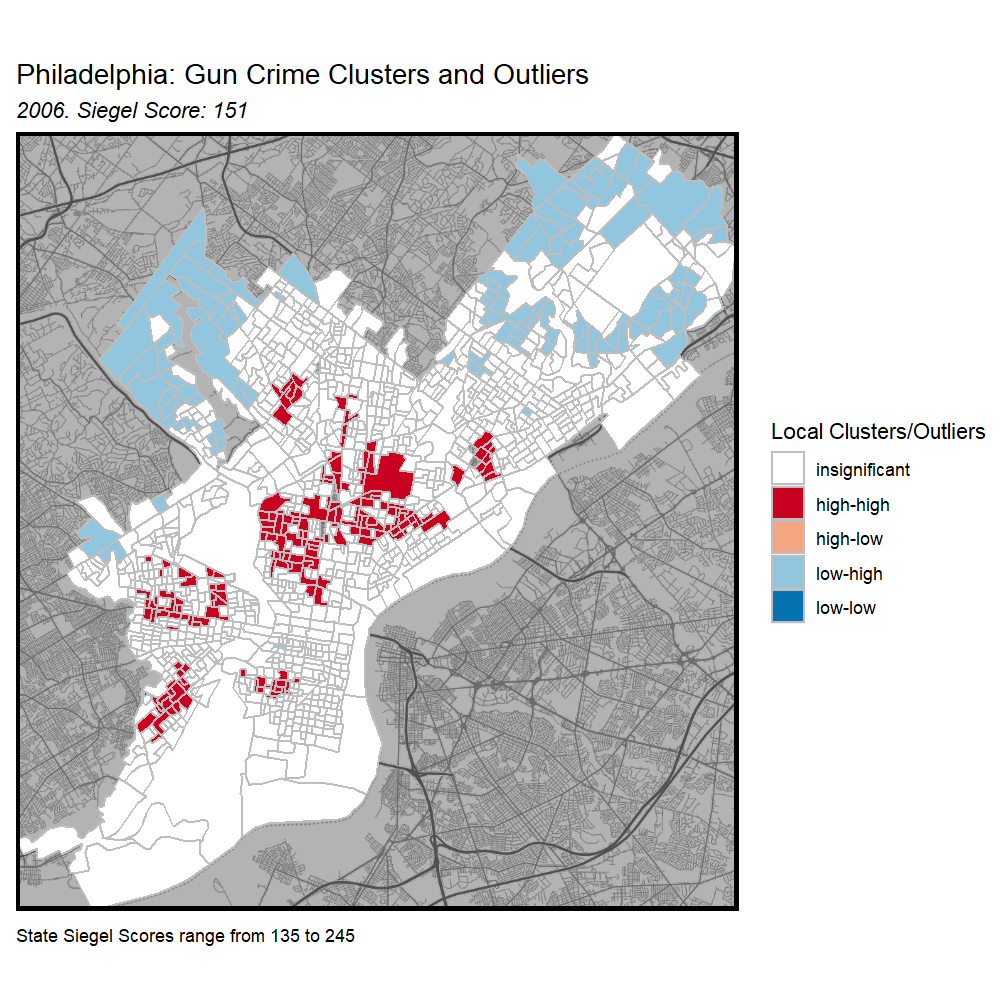 Philadelphia: Gun Crime Clusters and Outliers
2006. Siegel Score: 151
Local Clusters/Outliers
insignificant
high-high
high-low
low-high
low-low
State Siegel Scores range from 135 to 245